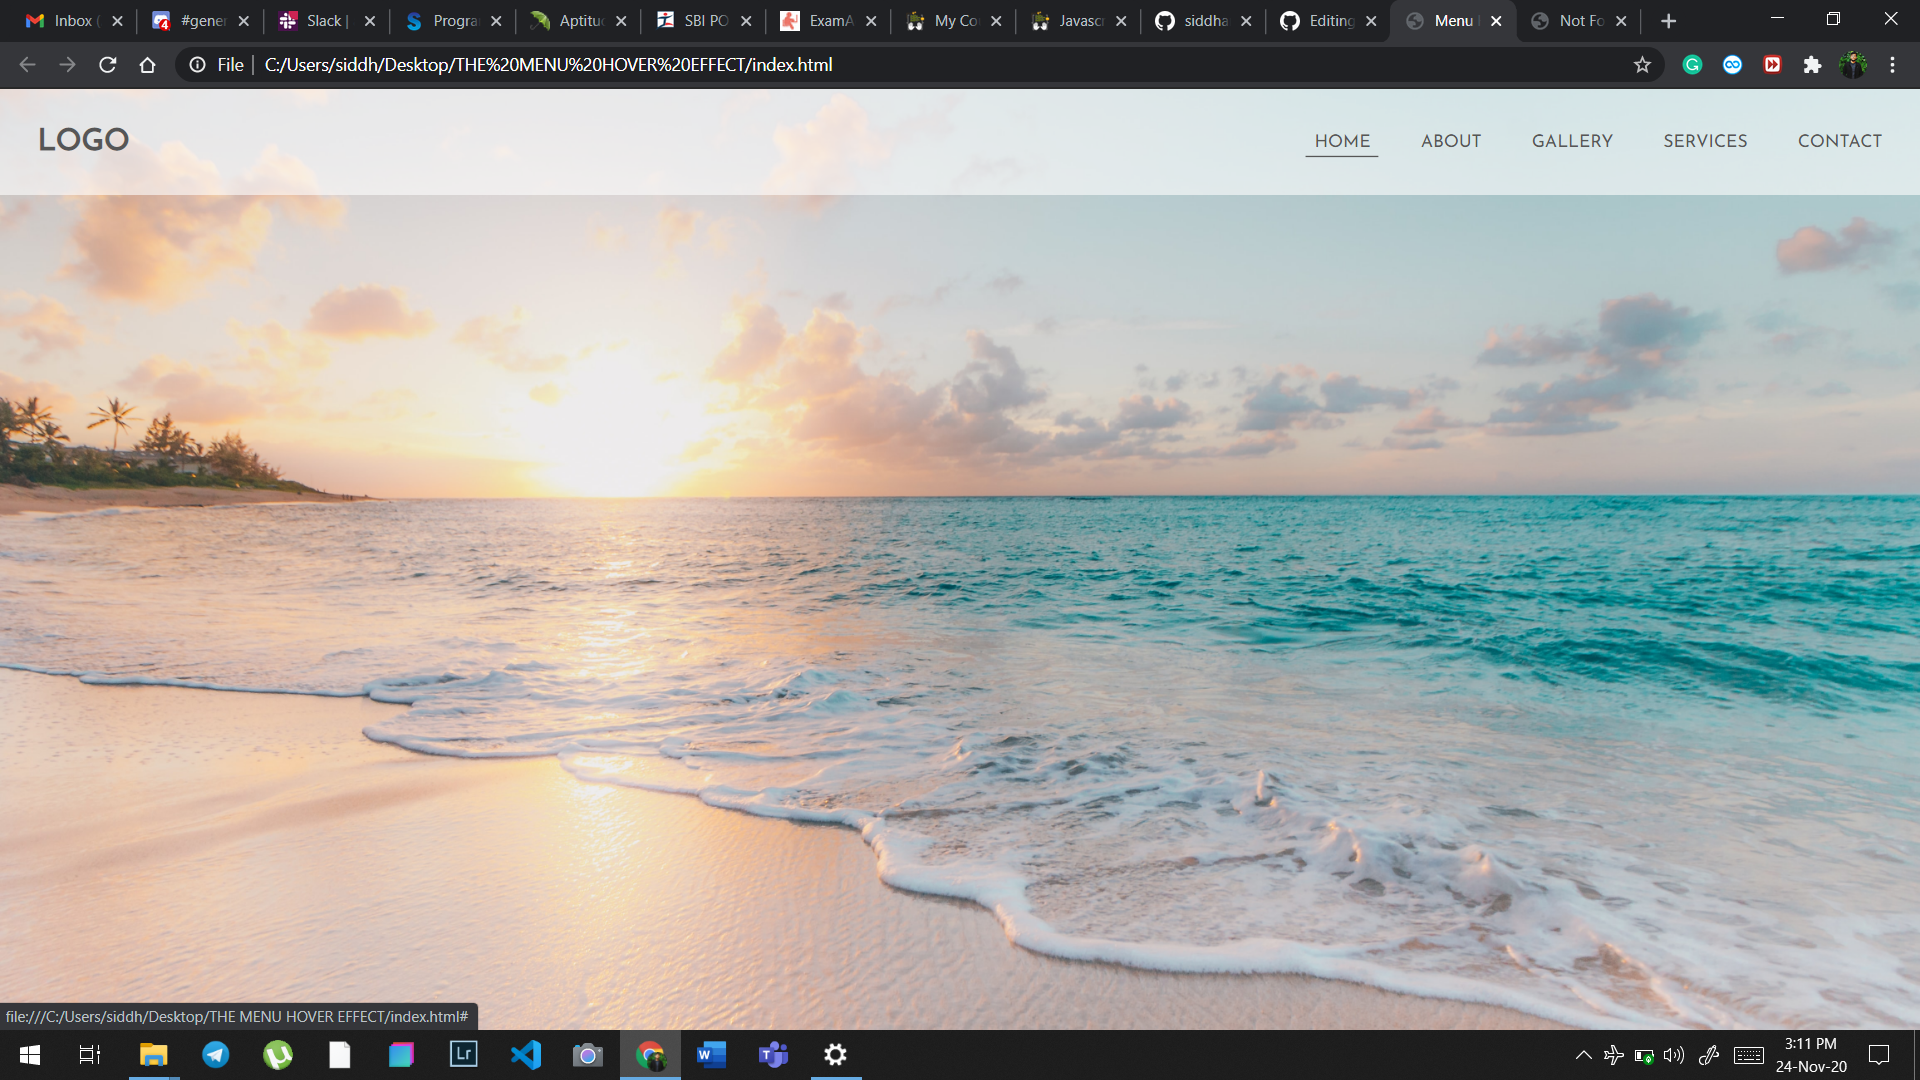 Inbox (
#gener
4
Slack |
Progra
Aptitu
SBI PO
ExamA
My Co
Javasc
siddha
Editing
Menu
Not Fo
File
C:/Users/siddh/Desktop/THE%20MENU%20HOVER%20EFFECT/index.html
LOGO
HOME
ABOUT
GALLERY
SERVICES
CONTACT
file:///C:/Users/siddh/Desktop/THE MENU HOVER EFFECT/index.html#
Lr
3:11 PM
24-Nov-20